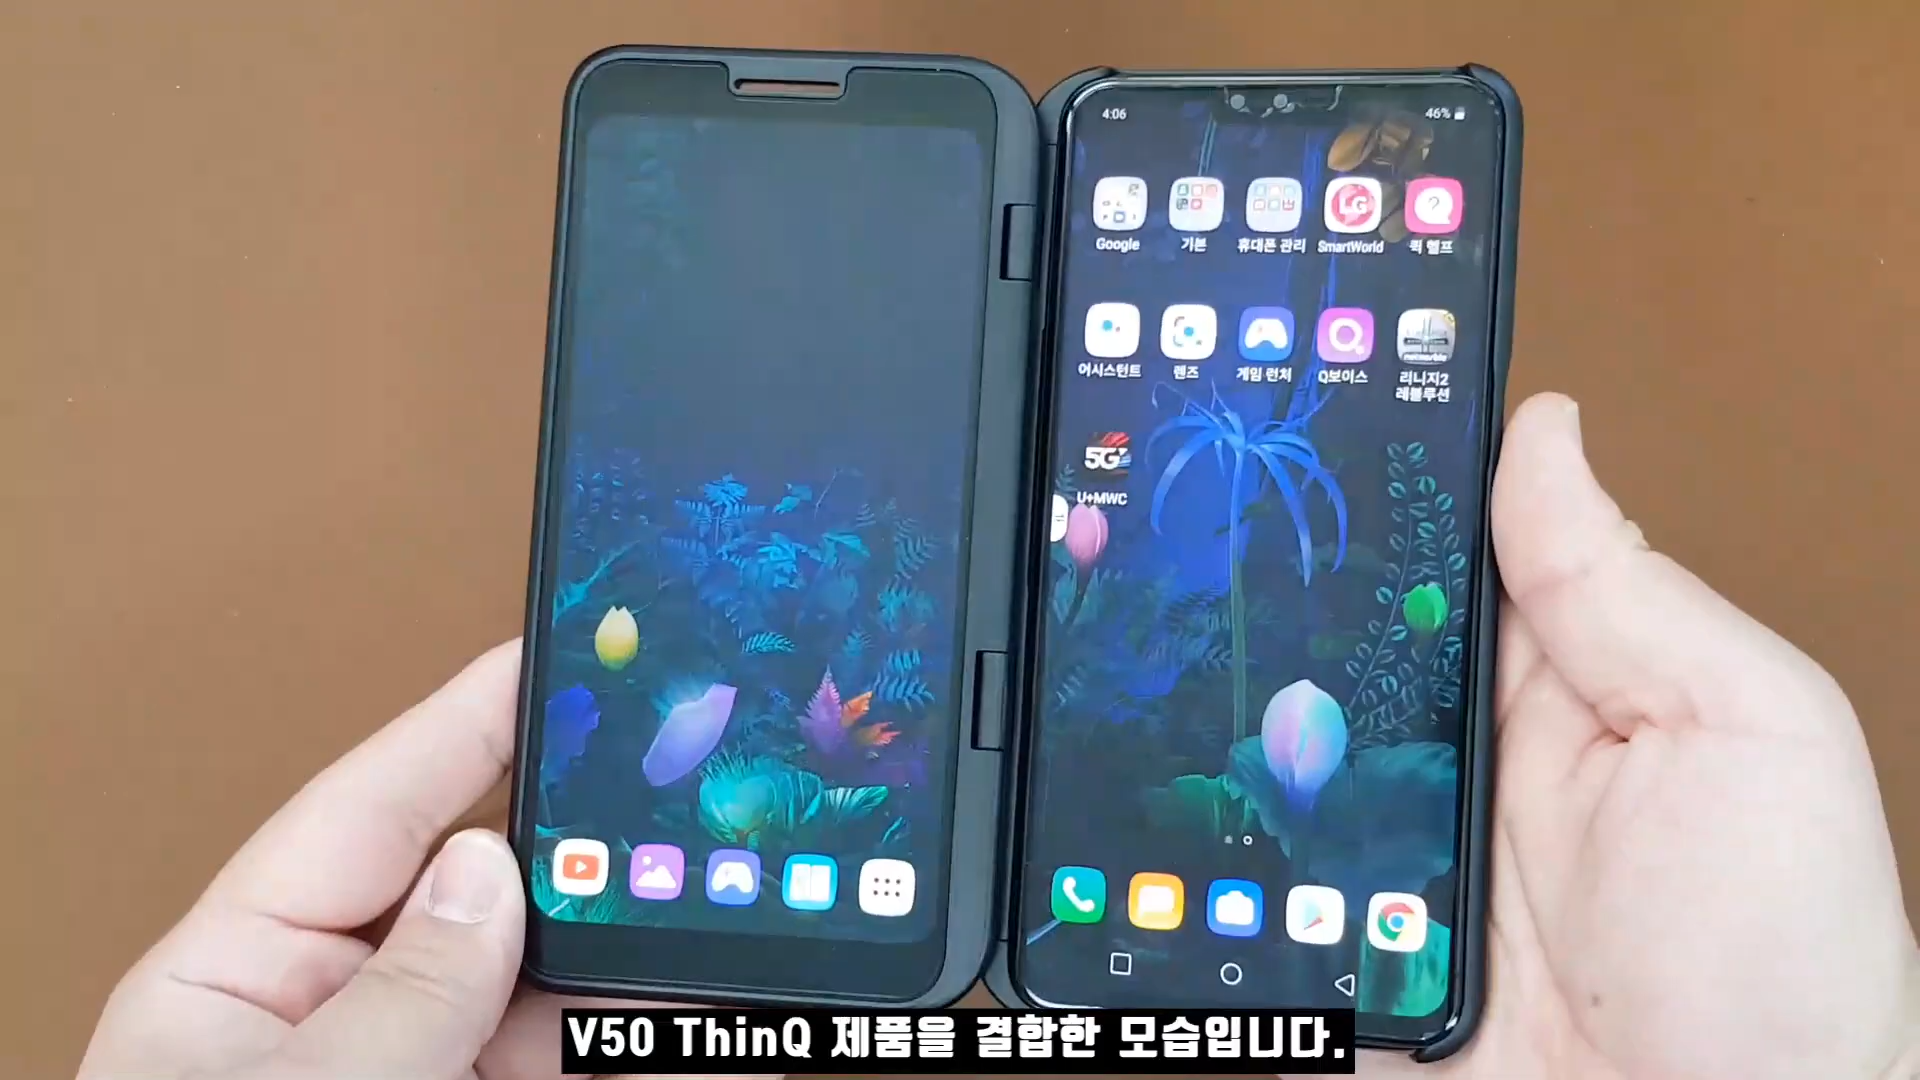 4:06
46%
Google
기본
휴대폰 관리
LG
SmartWorld
?
퀵 헬프
어시스턴트
렌즈
게임 런처
Q보이스
netmarble
리니지2
레볼루션
5G
U+MWC
V50 ThinQ 제품을 결합한 모습입니다.